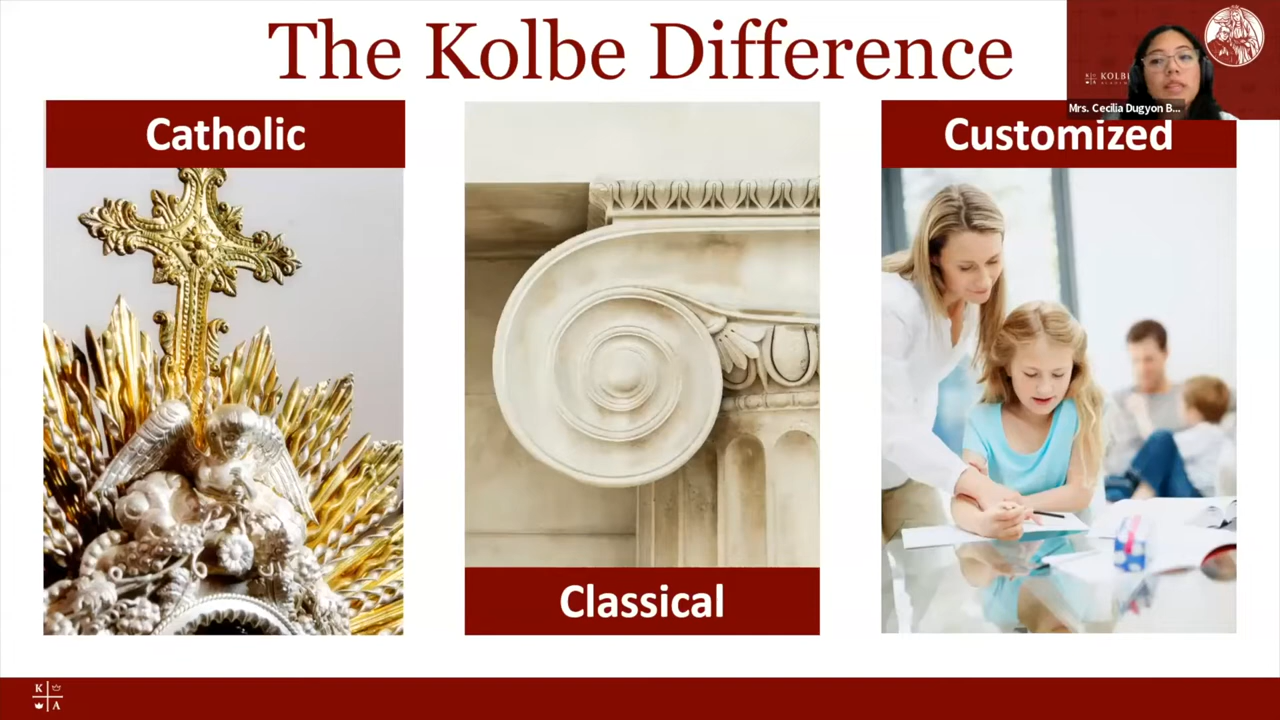 The Kolbe Difference
Catholic
Classical
Customized
KOLBE
Mrs. Cecilia Dugyon B...
K
A